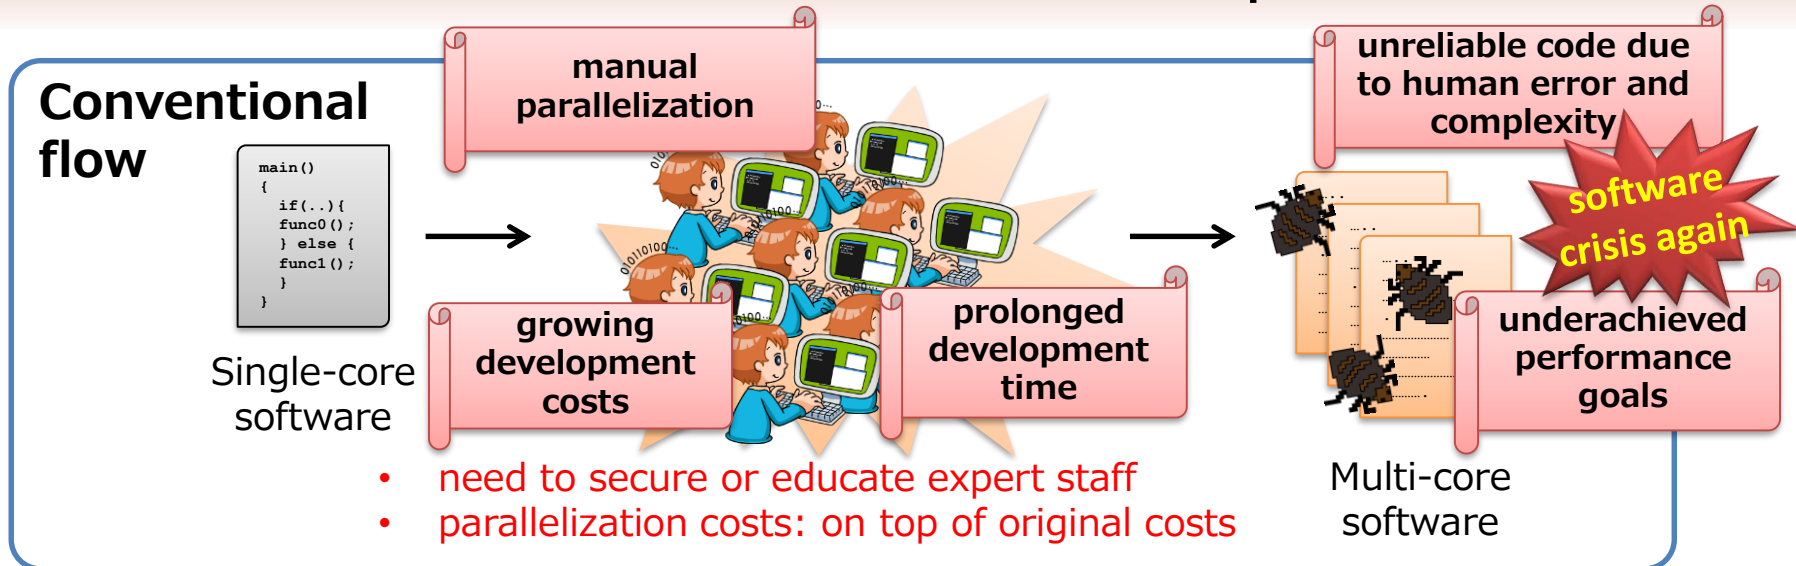 Conventional
flow
main()
{
if(..){
func0();
} else {
func1();
}
}
Single-core
software
manual
parallelization
growing
development
costs
prolonged
development
time
unreliable code due
to human error and
complexity
software
crisis again
underachieved
performance
goals
Multi-core
software
• need to secure or educate expert staff
• parallelization costs: on top of original costs